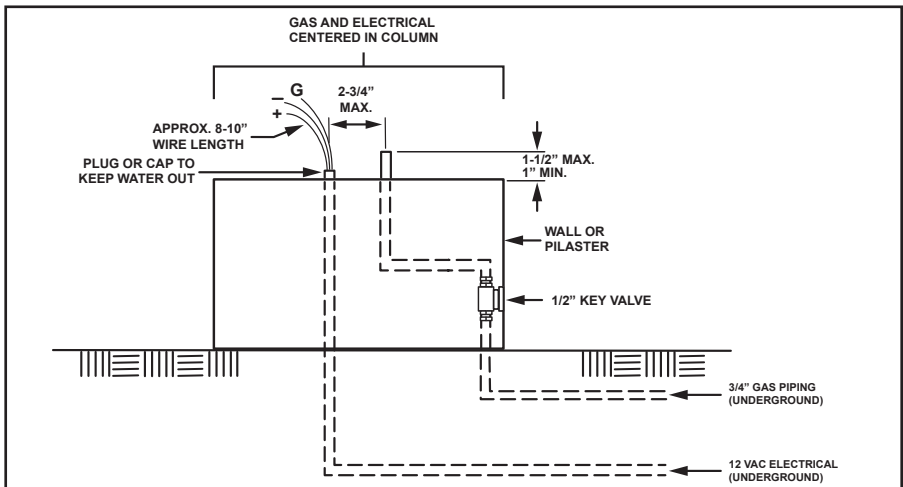 GAS AND ELECTRICAL
CENTERED IN COLUMN
G
–
+
2-3/4”
MAX.
APPROX. 8-10”
WIRE LENGTH
PLUG OR CAP TO
KEEP WATER OUT
1-1/2” MAX.
1” MIN.
WALL OR
PILASTER
1/2” KEY VALVE
3/4” GAS PIPING
(UNDERGROUND)
12 VAC ELECTRICAL
(UNDERGROUND)